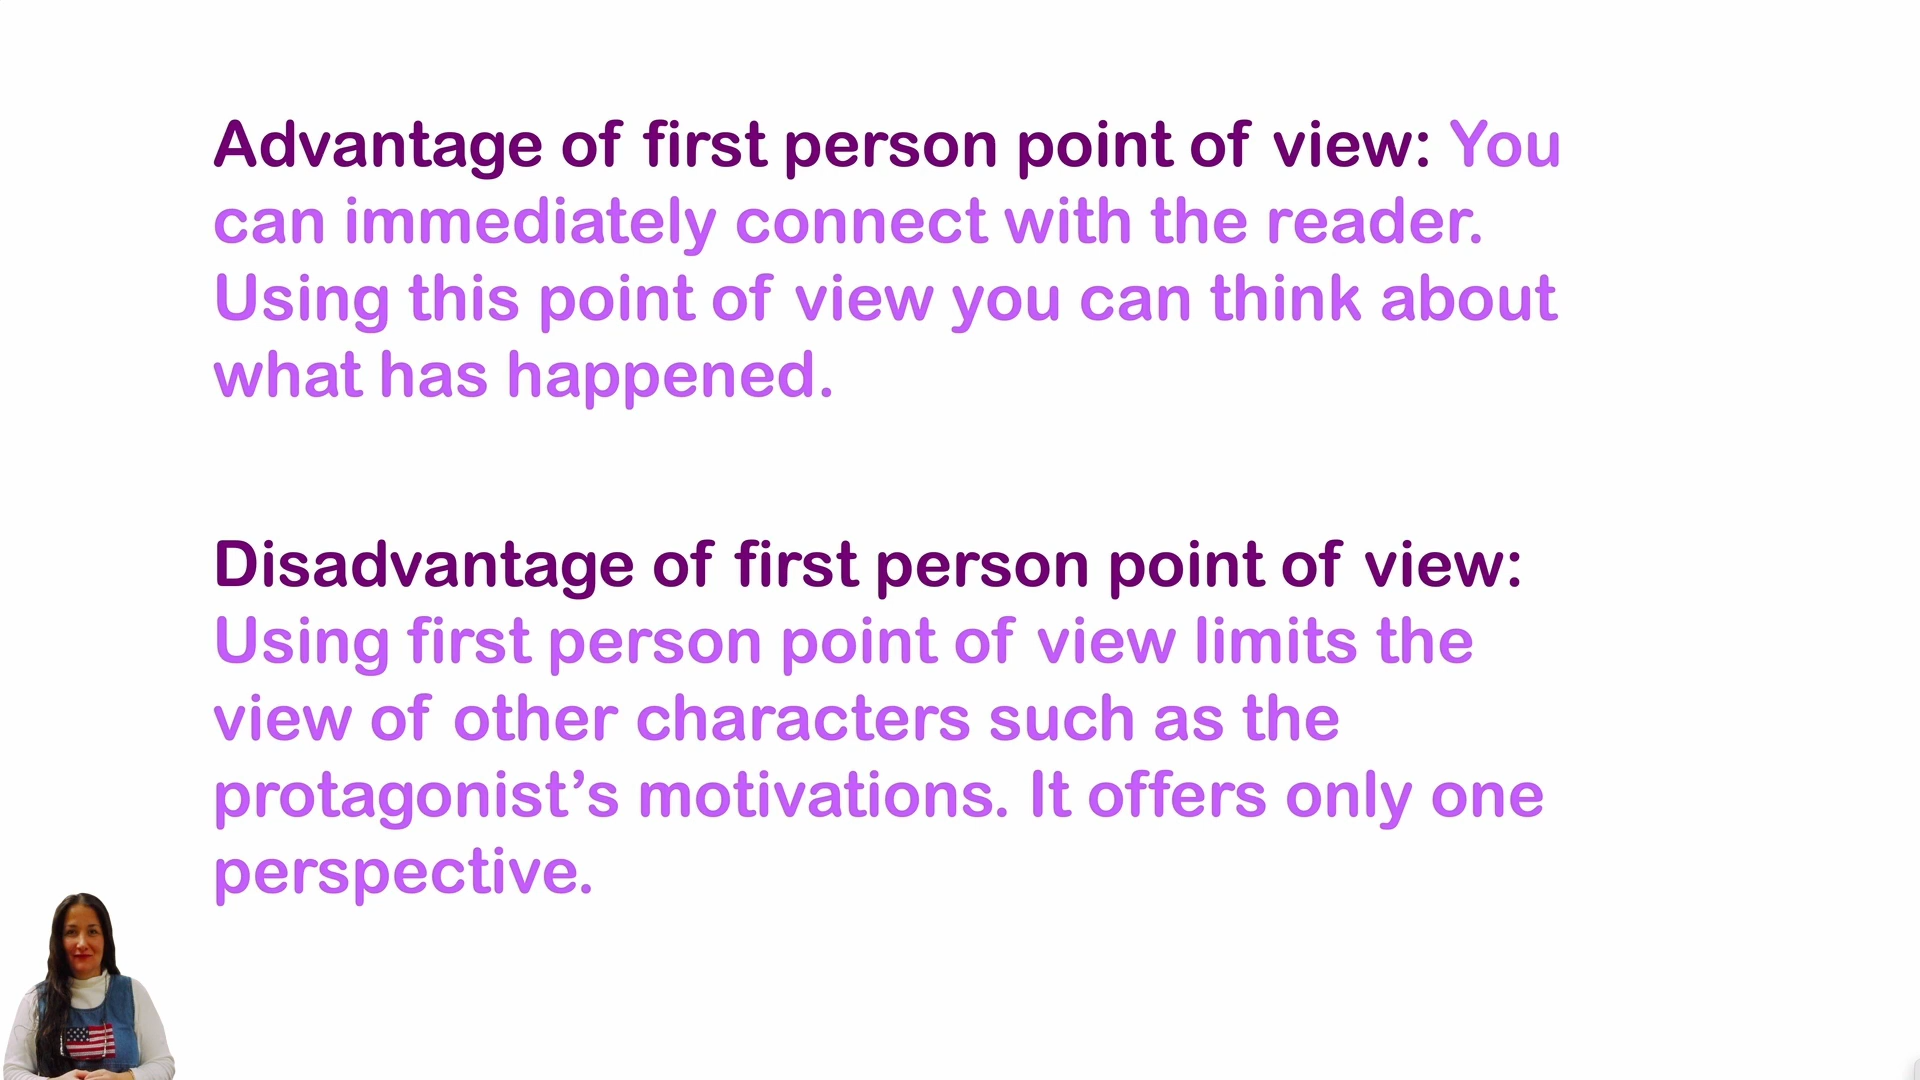 Advantage of first person point of view: You
can immediately connect with the reader.
Using this point of view you can think about
what has happened.
Disadvantage of first person point of view:
Using first person point of view limits the
view of other characters such as the
protagonist’s motivations. It offers only one
perspective.